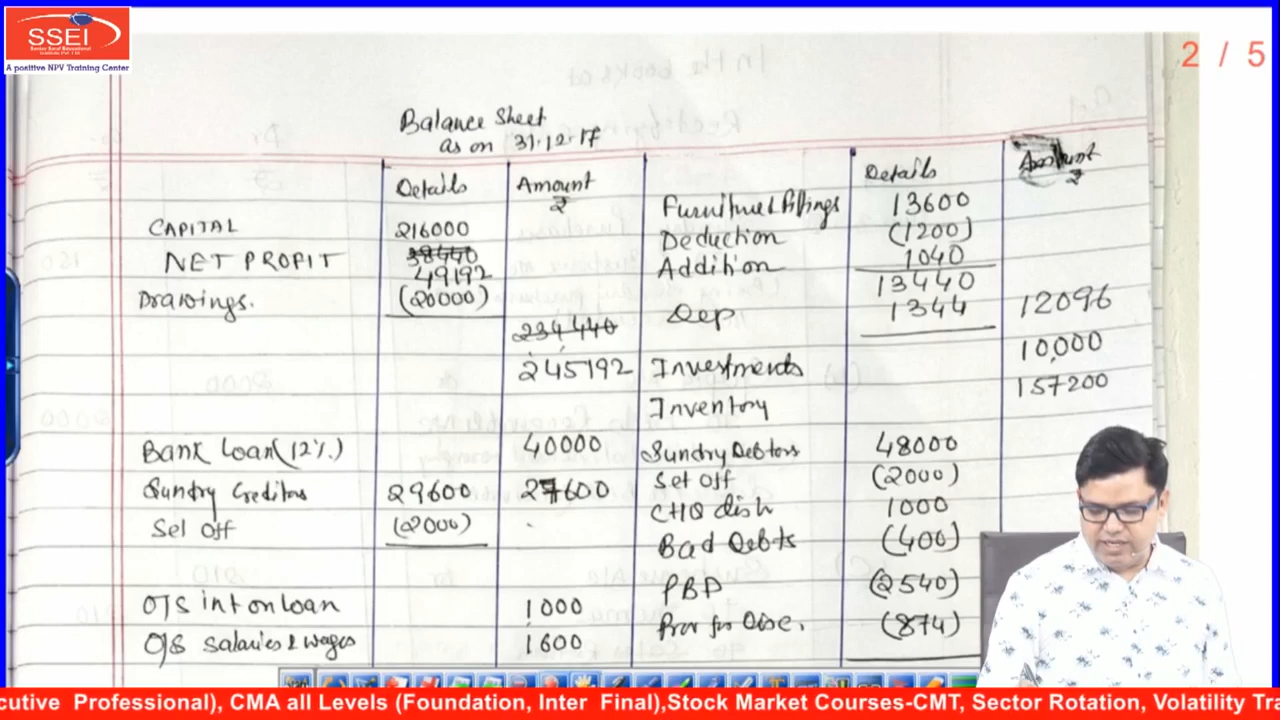 SSEI
A positive NPV Training Center
2 / 5
Balance Sheet
as on 31.12.17
Details Amount Details Amount
₹ ₹
CAPITAL 216000 Furniture & Fittings 13600
38440 Deduction (1200)
NET PROFIT 49192 Addition 1040
13440
Drawings. (20000) Dep 1344 12096
234440
245192 Investments 10,000
Inventory 157200
Bank Loan (12%) 40000 Sundry Debtors 48000
Sundry Creditors 29600 27600 Set off (2000)
Set off (2000) CHQ dish 1000
Bad Debts (400)
PBD (2540)
O/S int on loan 1000 Prov for Disc. (874)
O/S Salaries & wages 1600
cutive Professional), CMA all Levels (Foundation, Inter Final),Stock Market Courses-CMT, Sector Rotation, Volatility Tra